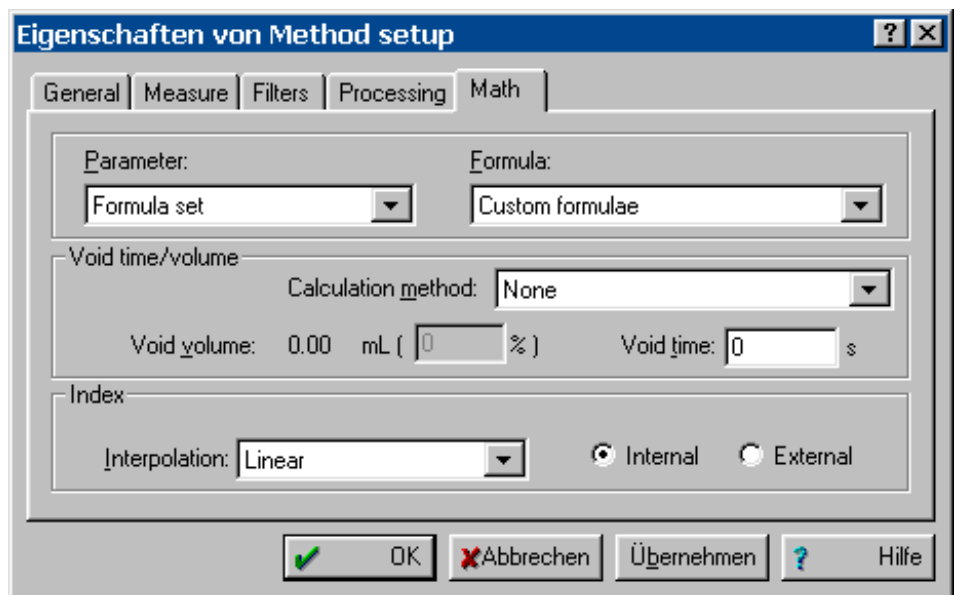 Eigenschaften von Method setup
General Measure Filters Processing Math
Parameter: Formula:
Formula set Custom formulae
Void time/volume
Calculation method: None
Void volume: 0.00 mL ( 0 % ) Void time: 0 s
Index
Interpolation: Linear Internal External
OK Abbrechen Übernehmen ? Hilfe